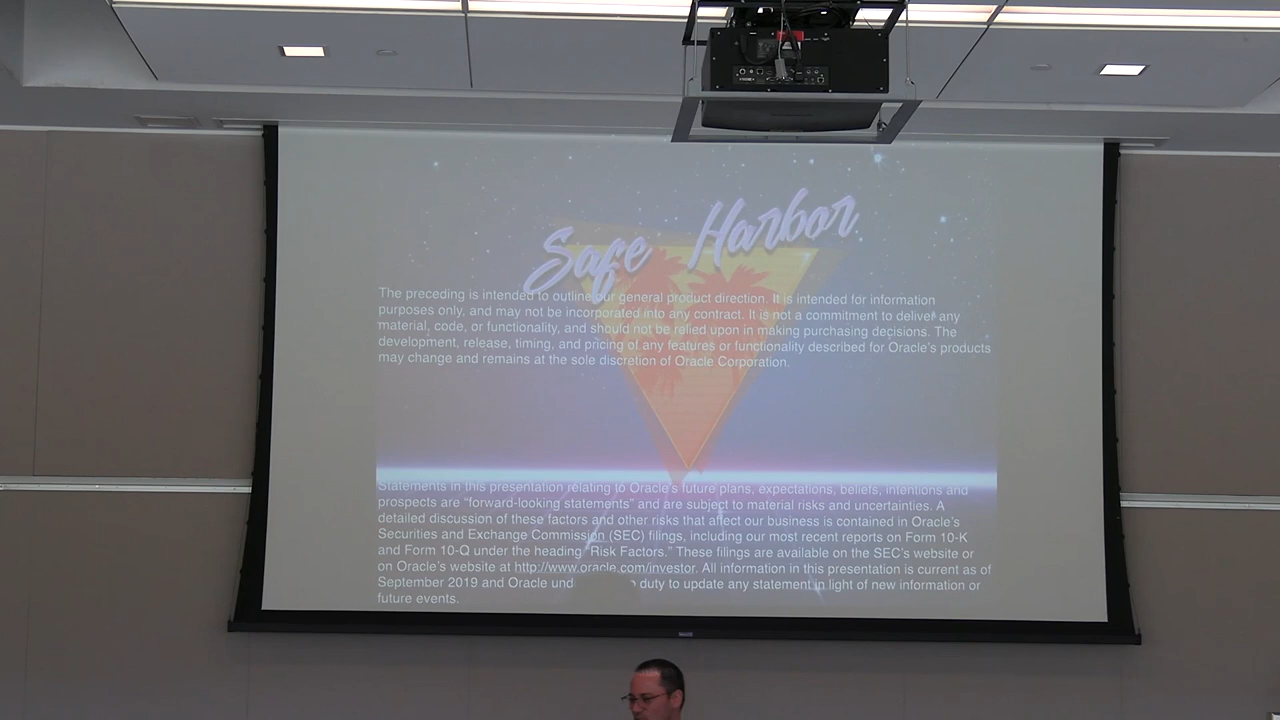 Safe Harbor
The preceding is intended to outline our general product direction. It is intended for information
purposes only, and may not be incorporated into any contract. It is not a commitment to deliver any
material, code, or functionality, and should not be relied upon in making purchasing decisions. The
development, release, timing, and pricing of any features or functionality described for Oracle's products
may change and remains at the sole discretion of Oracle Corporation.
Statements in this presentation relating to Oracle's future plans, expectations, beliefs, intentions and
prospects are “forward-looking statements” and are subject to material risks and uncertainties. A
detailed discussion of these factors and other risks that affect our business is contained in Oracle's
Securities and Exchange Commission (SEC) filings, including our most recent reports on Form 10-K
and Form 10-Q under the heading “Risk Factors.” These filings are available on the SEC's website or
on Oracle's website at http://www.oracle.com/investor. All information in this presentation is current as of
September 2019 and Oracle und duty to update any statement in light of new information or
future events.